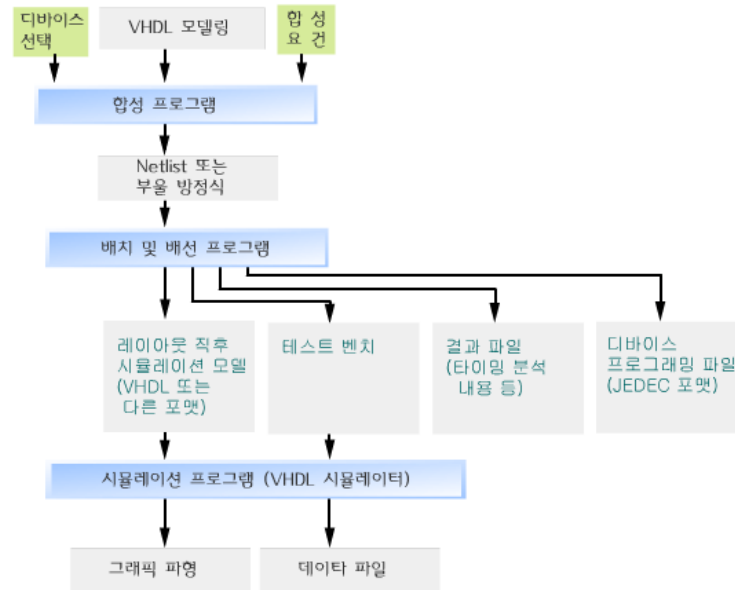 디바이스
선택
VHDL 모델링
합 성
요 건
합성 프로그램
Netlist 또는
부울 방정식
배치 및 배선 프로그램
레이아웃 직후
시뮬레이션 모델
(VHDL 또는
다른 포맷)
테스트 벤치
결과 파일
(타이밍 분석
내용 등)
디바이스
프로그래밍 파일
(JEDEC 포맷)
시뮬레이션 프로그램 (VHDL 시뮬레이터)
그래픽 파형
데이타 파일